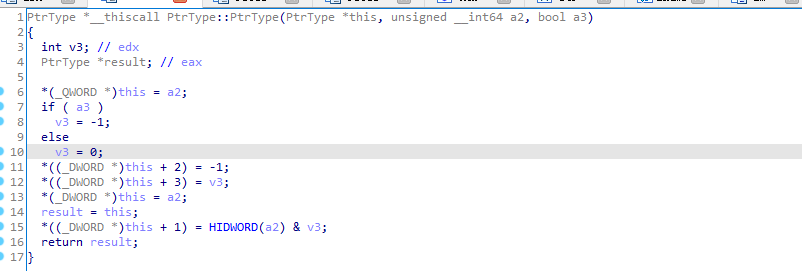 1 PtrType *__thiscall PtrType::PtrType(PtrType *this, unsigned __int64 a2, bool a3)
2 {
3 int v3; // edx
4 PtrType *result; // eax
5
6 *(_QWORD *)this = a2;
7 if ( a3 )
8 v3 = -1;
9 else
10 v3 = 0;
11 *((_DWORD *)this + 2) = -1;
12 *((_DWORD *)this + 3) = v3;
13 *(_DWORD *)this = a2;
14 result = this;
15 *((_DWORD *)this + 1) = HIDWORD(a2) & v3;
16 return result;
17 }